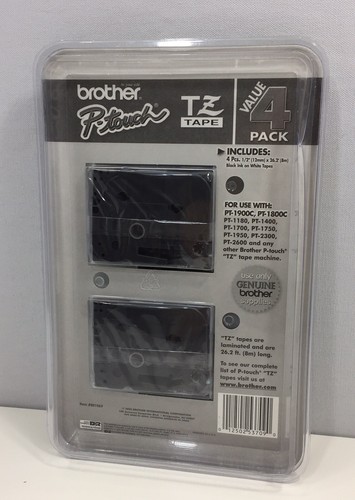 brother
P-touch®
TZ
TAPE
VALUE
4
PACK
INCLUDES:
4 Pcs. 1/2" (12mm) x 26.2' (8m)
Black Ink on White Tapes
FOR USE WITH:
PT-1900C, PT-1800C
PT-1180, PT-1400,
PT-1700, PT-1750,
PT-1950, PT-2300,
PT-2600 and any
other Brother P-touch®
"TZ" tape machine.
use only
GENUINE
brother
supplies
"TZ" tapes are
laminated and are
26.2 ft. (8m) long.
To see our complete
list of P-touch® "TZ"
tapes visit us at
www.brother.com